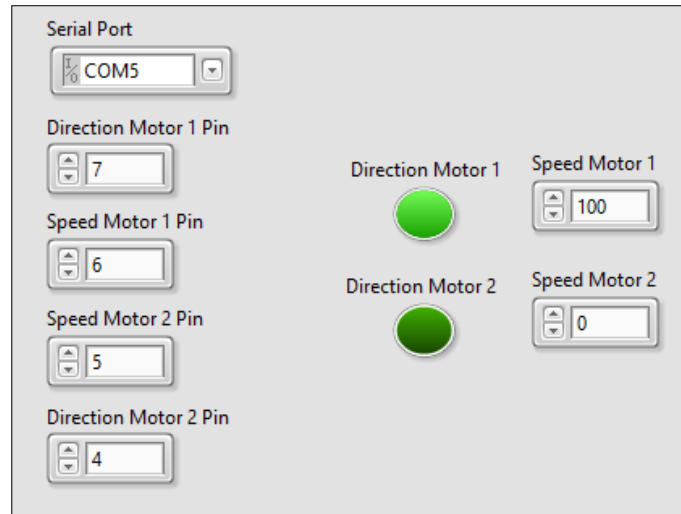 Serial Port
I/O COM5
Direction Motor 1 Pin
7
Speed Motor 1 Pin
6
Speed Motor 2 Pin
5
Direction Motor 2 Pin
4
Direction Motor 1
Speed Motor 1
100
Direction Motor 2
Speed Motor 2
0